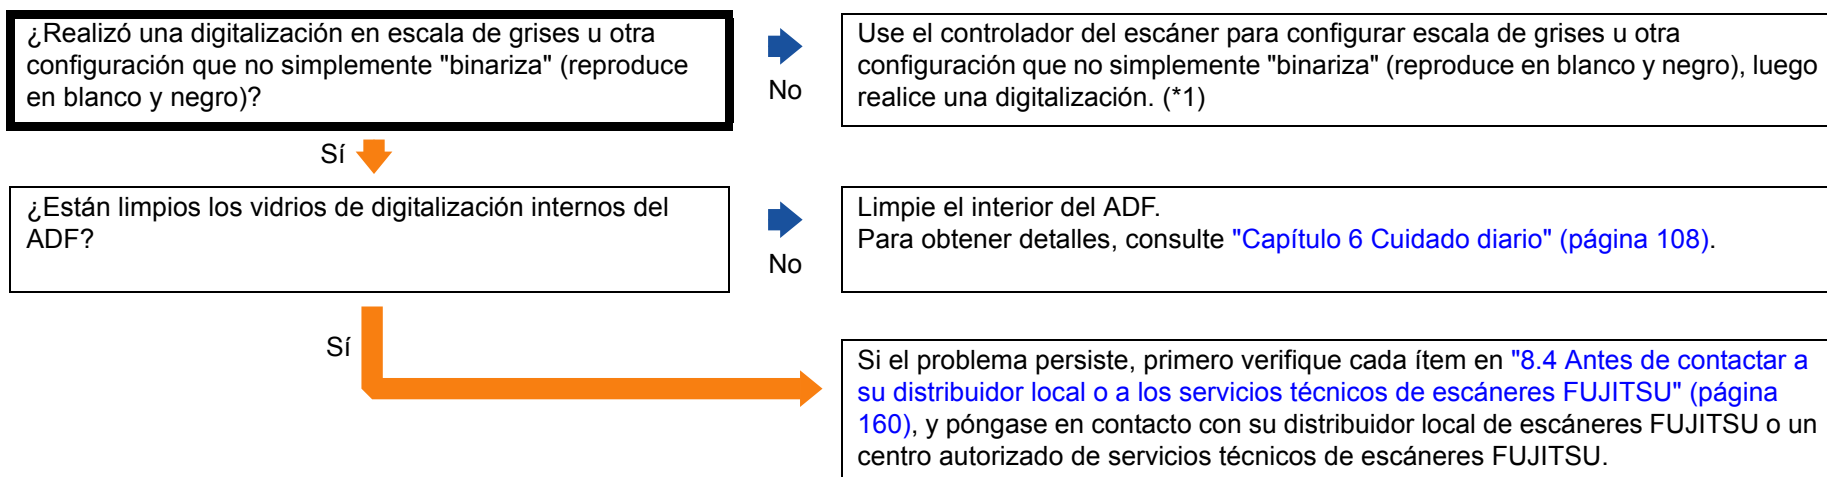 ¿Realizó una digitalización en escala de grises u otra
configuración que no simplemente "binariza" (reproduce
en blanco y negro)?
No
Use el controlador del escáner para configurar escala de grises u otra
configuración que no simplemente "binariza" (reproduce en blanco y negro), luego
realice una digitalización. (*1)
Sí
¿Están limpios los vidrios de digitalización internos del
ADF?
No
Limpie el interior del ADF.
Para obtener detalles, consulte "Capítulo 6 Cuidado diario" (página 108).
Sí
Si el problema persiste, primero verifique cada ítem en "8.4 Antes de contactar a
su distribuidor local o a los servicios técnicos de escáneres FUJITSU" (página
160), y póngase en contacto con su distribuidor local de escáneres FUJITSU o un
centro autorizado de servicios técnicos de escáneres FUJITSU.